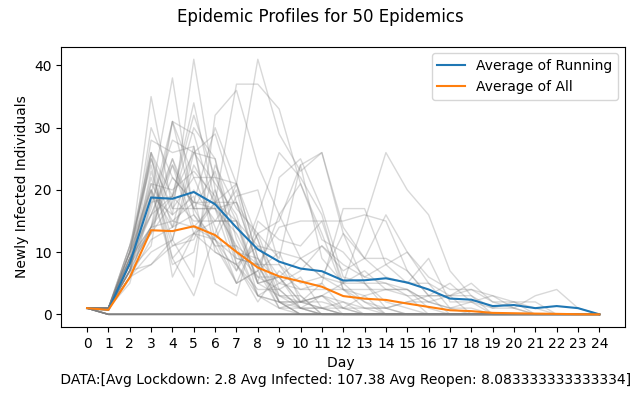 Epidemic Profiles for 50 Epidemics
Average of Running
Average of All
Newly Infected Individuals
40
30
20
10
0
0 1 2 3 4 5 6 7 8 9 10 11 12 13 14 15 16 17 18 19 20 21 22 23 24
Day
DATA:[Avg Lockdown: 2.8 Avg Infected: 107.38 Avg Reopen: 8.083333333333334]